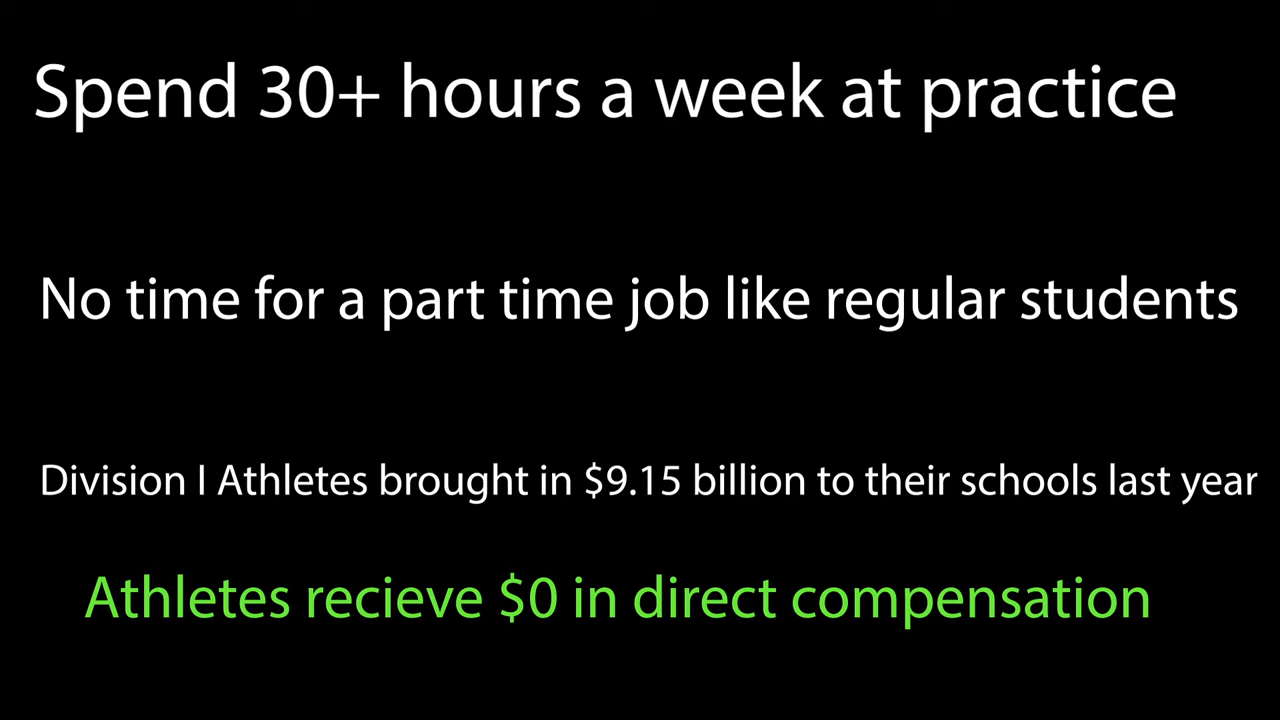 Spend 30+ hours a week at practice
No time for a part time job like regular students
Division I Athletes brought in $9.15 billion to their schools last year
Athletes recieve $0 in direct compensation